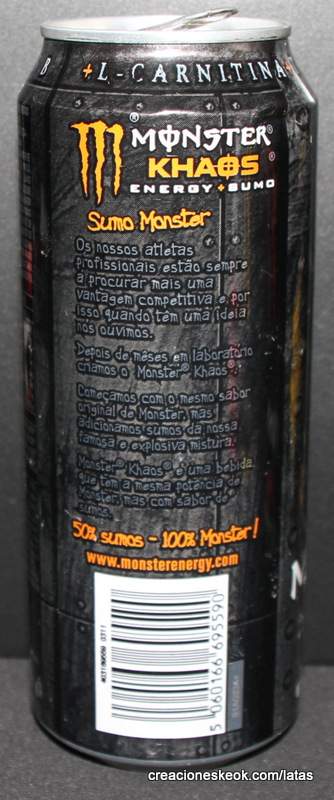 B +L-CARNITINA+
MONSTER®
KHAOS®
ENERGY+SUMO
Sumo Monster
Os nossos atletas
profissionais estão sempre
a procurar mais uma
vantagem competitiva e, por
isso quando têm uma ideia
nós ouvimos.
Depois de mêses em laboratório
criamos o Monster® Khaos®!
Começamos com o mesmo sabor
original de Monster, mas
adicionamos sumos da nossa
famosa e explosiva mistura.
Monster® Khaos® é uma bebida
que tem a mesma potência de
Monster, mas com sabor de
sumos.
50% sumos - 100% Monster!
www.monsterenergy.com
5 060166 695590
creacioneskeok.com/latas